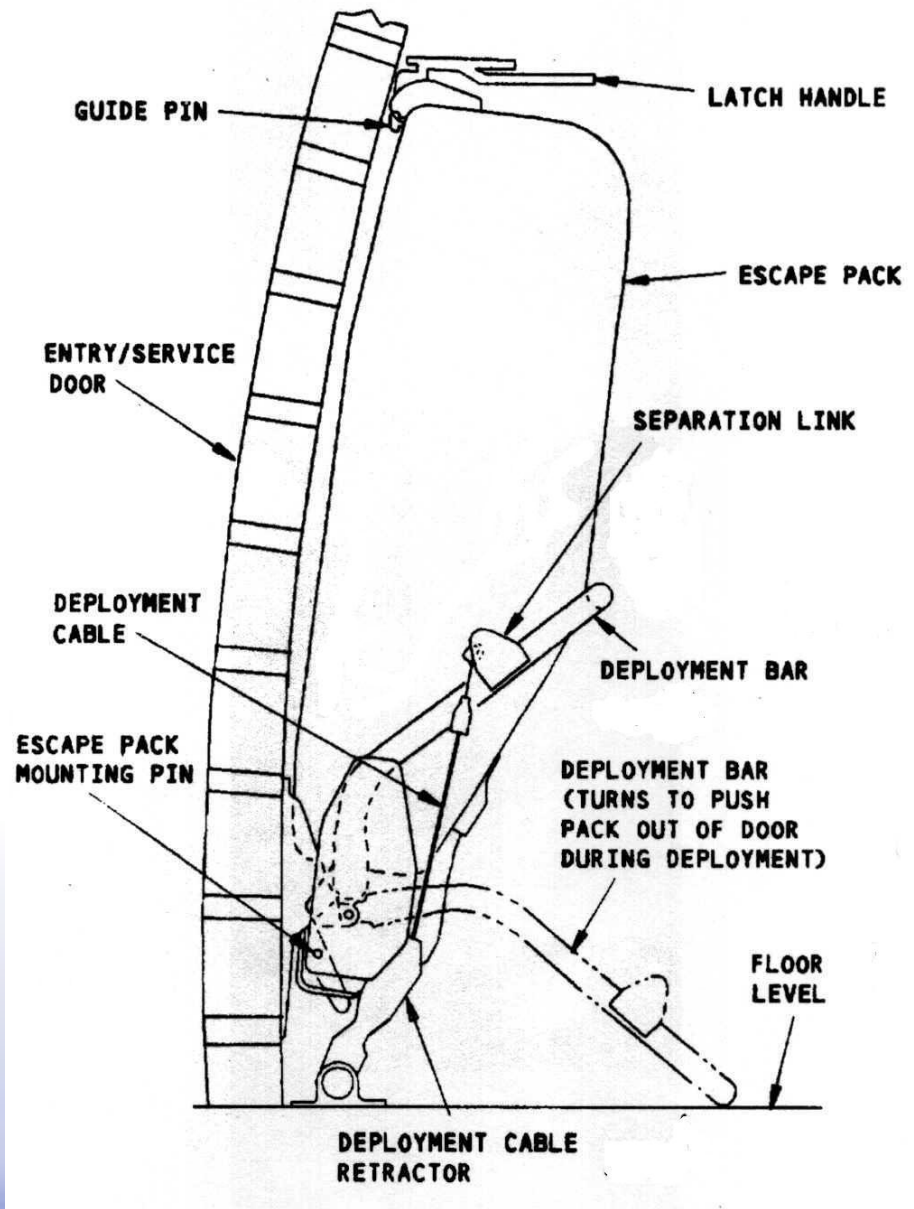 GUIDE PIN
LATCH HANDLE
ESCAPE PACK
ENTRY/SERVICE
DOOR
SEPARATION LINK
DEPLOYMENT
CABLE
DEPLOYMENT BAR
ESCAPE PACK
MOUNTING PIN
DEPLOYMENT BAR
(TURNS TO PUSH
PACK OUT OF DOOR
DURING DEPLOYMENT)
FLOOR
LEVEL
DEPLOYMENT CABLE
RETRACTOR